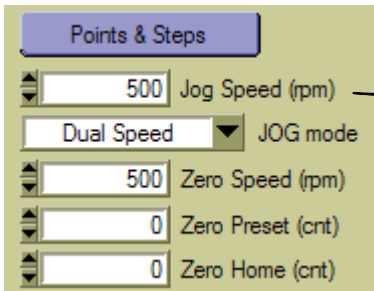 Points & Steps
500 Jog Speed (rpm)
Dual Speed JOG mode
500 Zero Speed (rpm)
0 Zero Preset (cnt)
0 Zero Home (cnt)